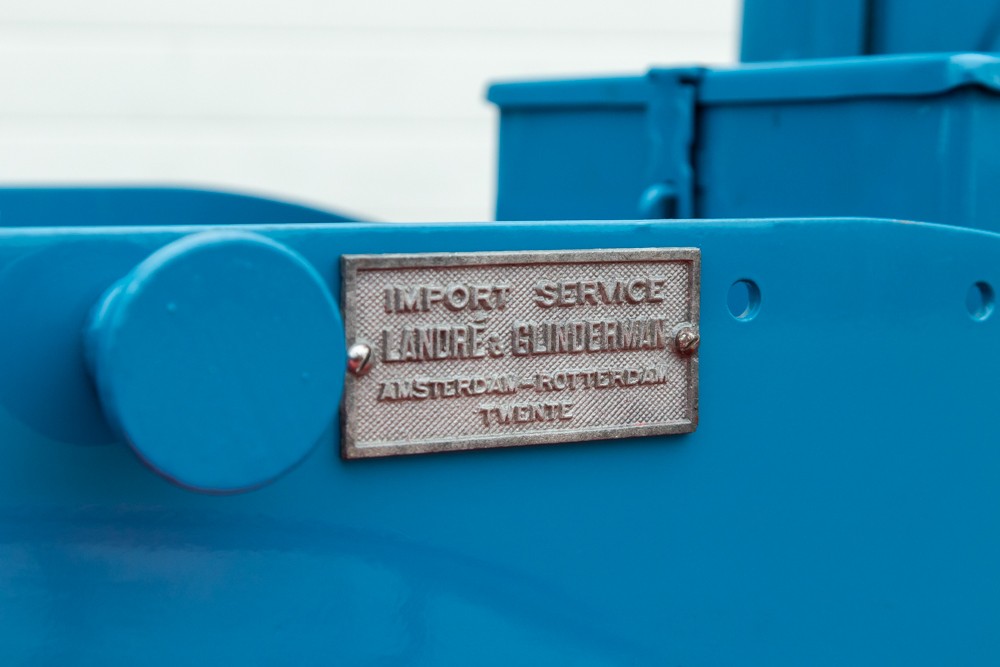 IMPORT SERVICE
LANDRÉ & GLINDERMAN
AMSTERDAM-ROTTERDAM
TWENTE